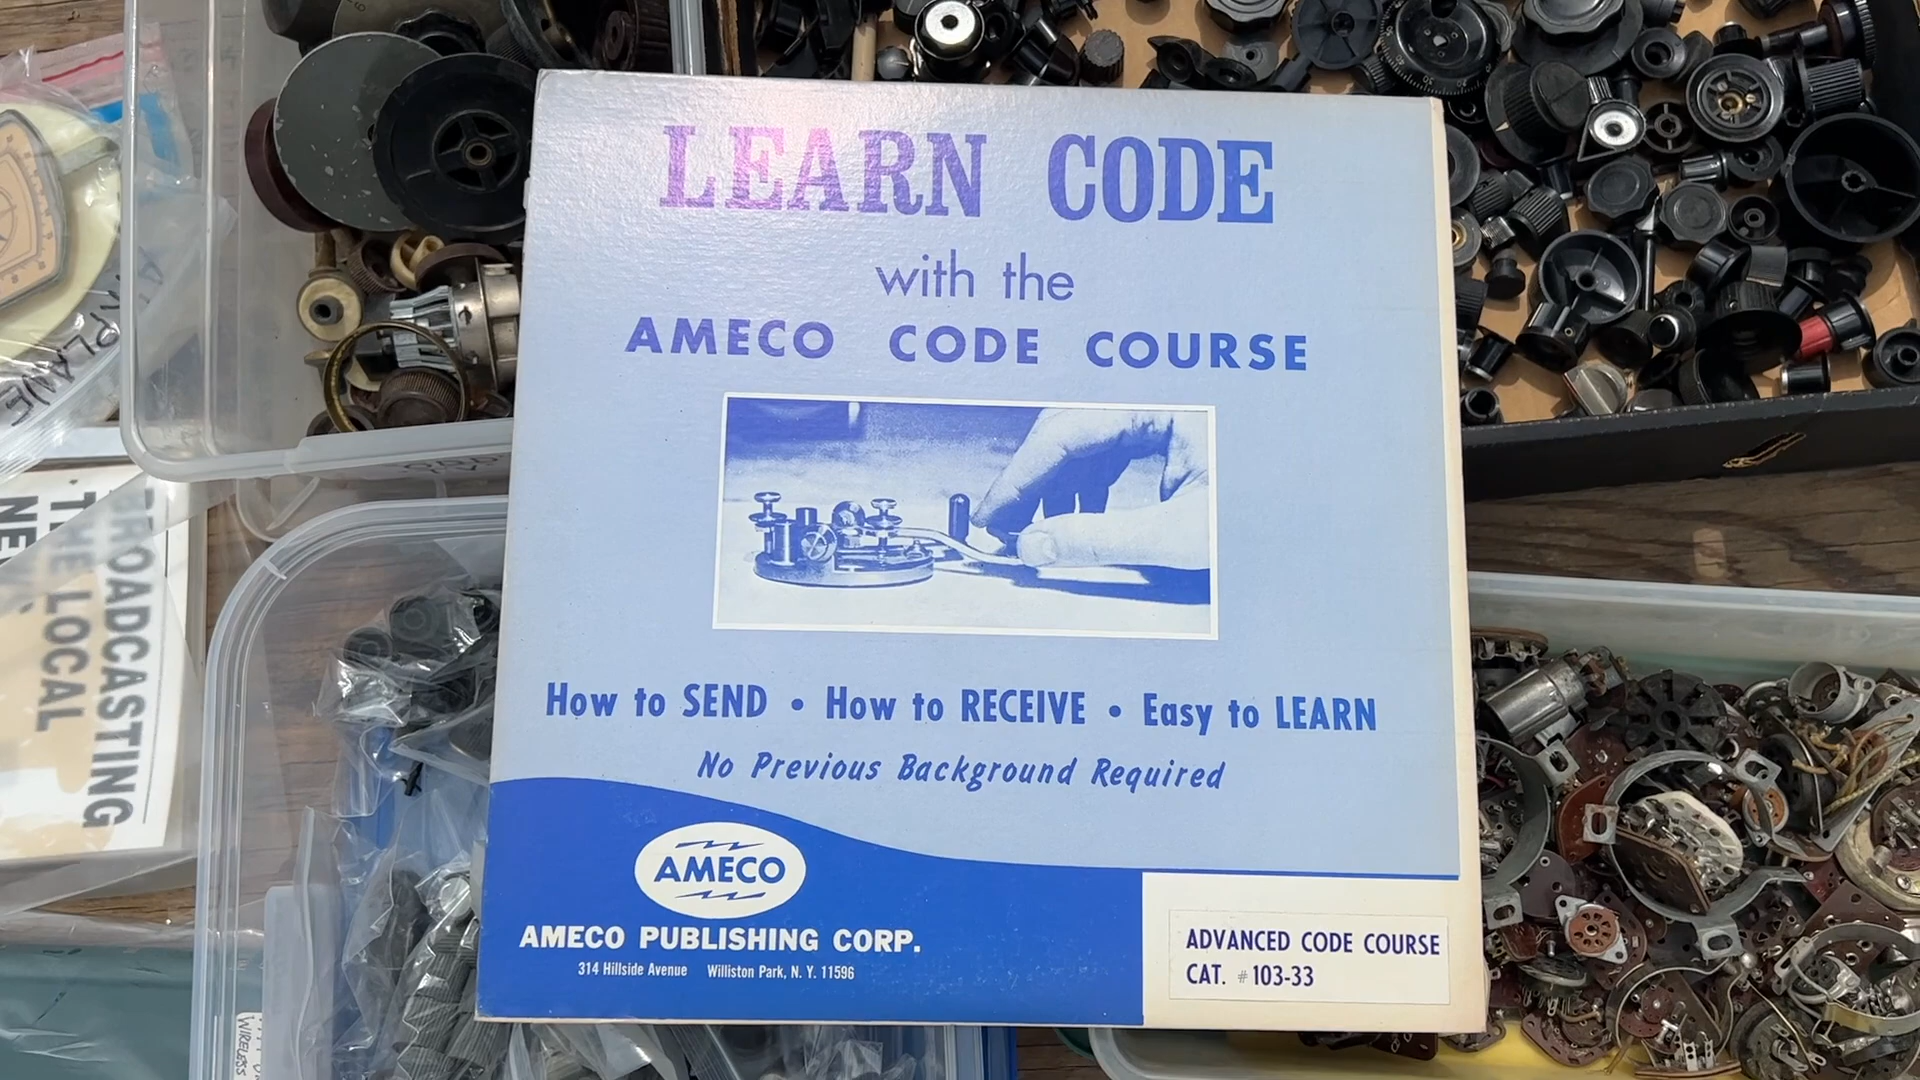 LEARN CODE
with the
AMECO CODE COURSE
How to SEND • How to RECEIVE • Easy to LEARN
No Previous Background Required
AMECO
AMECO PUBLISHING CORP.
314 Hillside Avenue Williston Park, N. Y. 11596
ADVANCED CODE COURSE
CAT. #103-33
BROADCASTING
THE LOCAL
WIRELESS